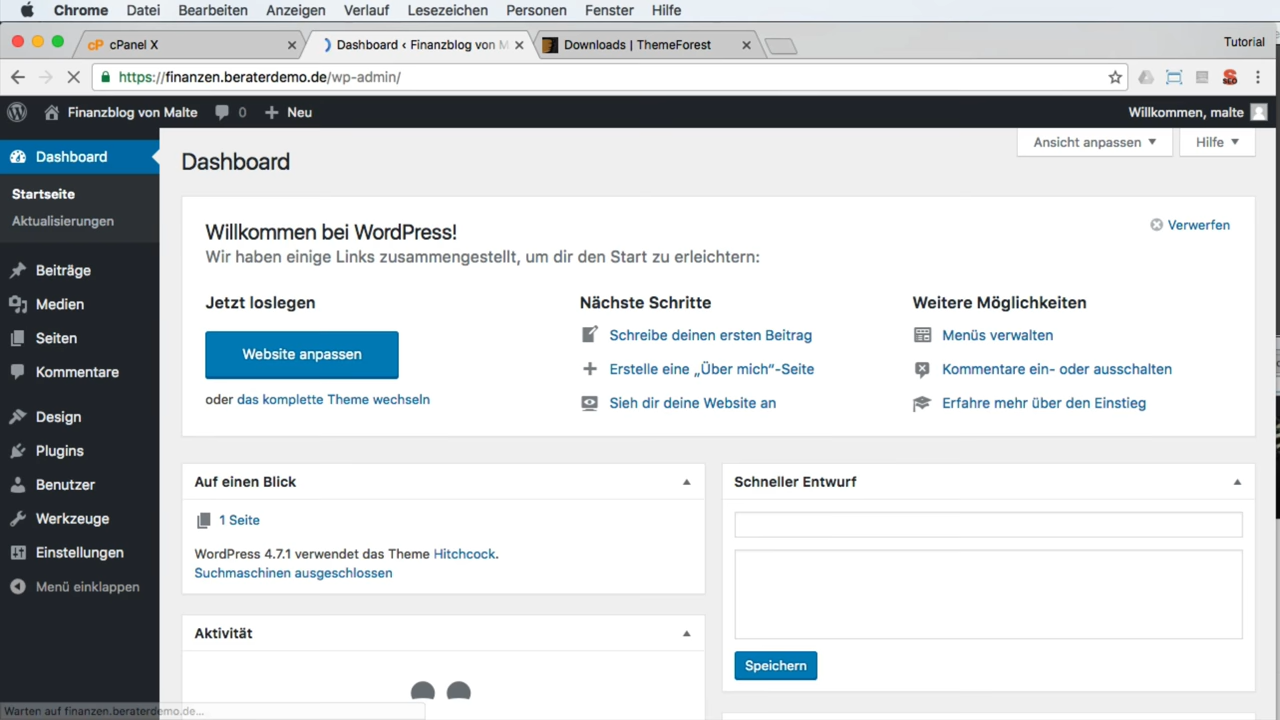 Chrome Datei Bearbeiten Anzeigen Verlauf Lesezeichen Personen Fenster Hilfe
cPanel X
Dashboard ‹ Finanzblog von M
Downloads | ThemeForest
Tutorial
https://finanzen.beraterdemo.de/wp-admin/
Finanzblog von Malte 0 Neu
Willkommen, malte
Dashboard
Startseite
Aktualisierungen
Beiträge
Medien
Seiten
Kommentare
Design
Plugins
Benutzer
Werkzeuge
Einstellungen
Menü einklappen
Ansicht anpassen
Hilfe
Dashboard
Willkommen bei WordPress!
Verwerfen
Wir haben einige Links zusammengestellt, um dir den Start zu erleichtern:
Jetzt loslegen
Website anpassen
oder das komplette Theme wechseln
Nächste Schritte
Schreibe deinen ersten Beitrag
Erstelle eine „Über mich“-Seite
Sieh dir deine Website an
Weitere Möglichkeiten
Menüs verwalten
Kommentare ein- oder ausschalten
Erfahre mehr über den Einstieg
Auf einen Blick
1 Seite
WordPress 4.7.1 verwendet das Theme Hitchcock.
Suchmaschinen ausgeschlossen
Aktivität
Schneller Entwurf
Speichern
Warten auf finanzen.beraterdemo.de...